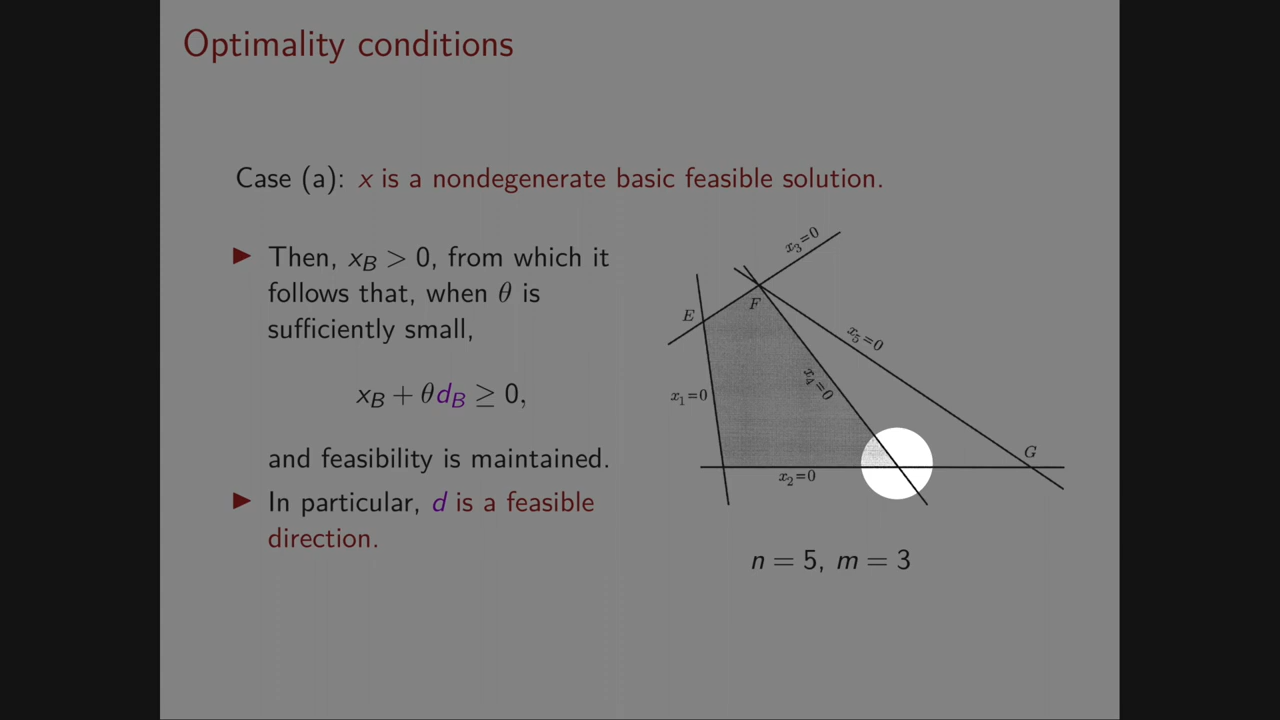 Optimality conditions
Case (a): x is a nondegenerate basic feasible solution.
▶ Then, x_B > 0, from which it
follows that, when θ is
sufficiently small,
x_B + θd_B ≥ 0,
and feasibility is maintained.
▶ In particular, d is a feasible
direction.
x_3=0
E
F
x_5=0
x_4=0
x_1=0
G
x_2=0
n = 5, m = 3